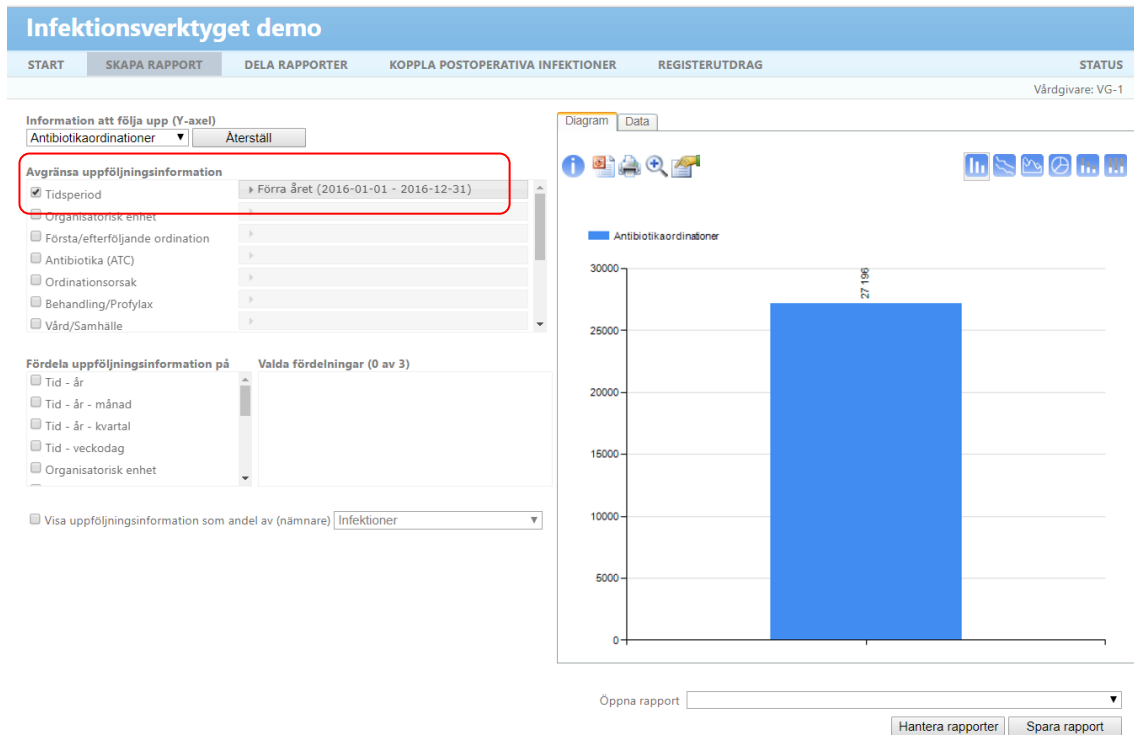 Infektionsverktyget demo
START SKAPA RAPPORT DELA RAPPORTER KOPPLA POSTOPERATIVA INFEKTIONER REGISTERUTDRAG STATUS
Vårdgivare: VG-1
Information att följa upp (Y-axel)
Antibiotikaordinationer Återställ
Avgränsa uppföljningsinformation
Tidsperiod Förra året (2016-01-01 - 2016-12-31)
Organisatorisk enhet
Första/efterföljande ordination
Antibiotika (ATC)
Ordinationsorsak
Behandling/Profylax
Vård/Samhälle
Fördela uppföljningsinformation på Valda fördelningar (0 av 3)
Tid - år
Tid - år - månad
Tid - år - kvartal
Tid - veckodag
Organisatorisk enhet
Visa uppföljningsinformation som andel av (nämnare) Infektioner
Diagram Data
Antibiotikaordinationer
27 196
30000
25000
20000
15000
10000
5000
0
Öppna rapport
Hantera rapporter Spara rapport